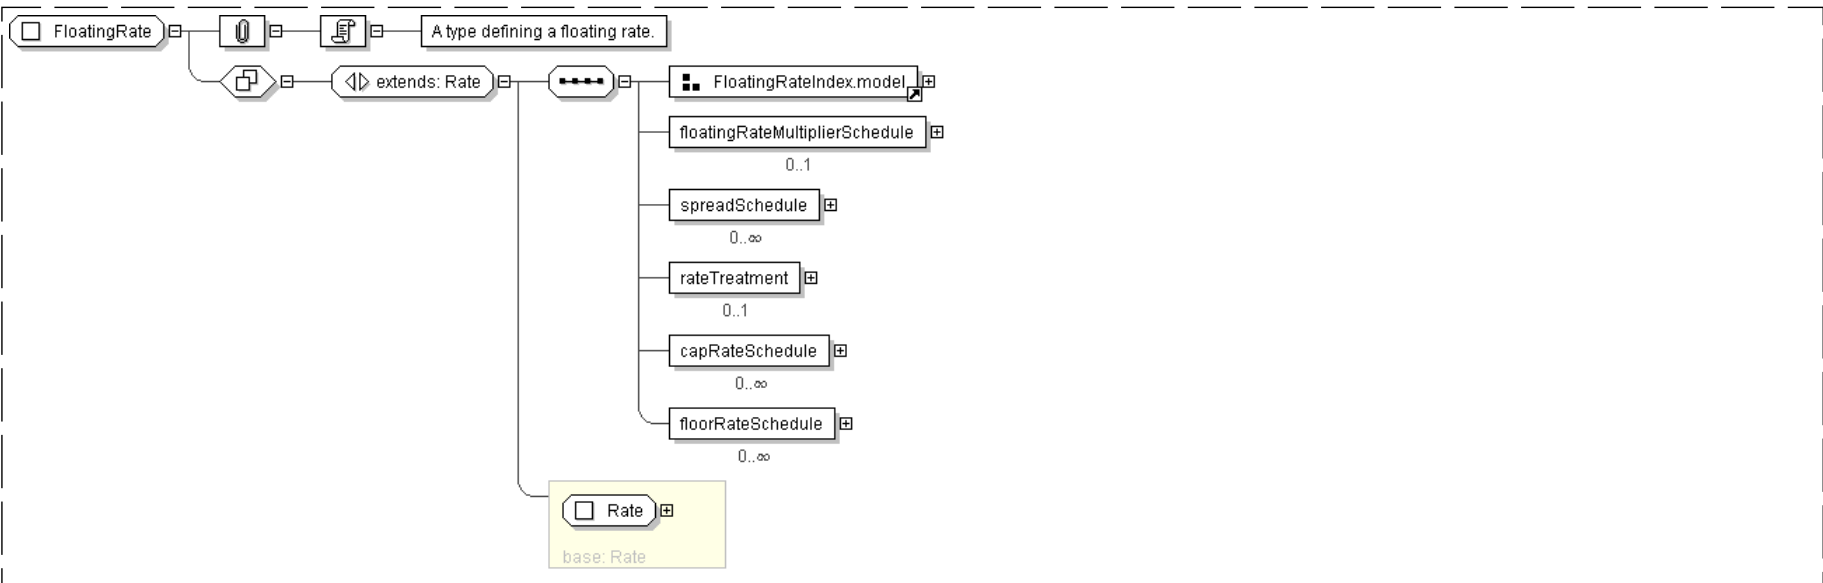 FloatingRate
A type defining a floating rate.
extends: Rate
FloatingRateIndex.model
floatingRateMultiplierSchedule
0..1
spreadSchedule
0..∞
rateTreatment
0..1
capRateSchedule
0..∞
floorRateSchedule
0..∞
Rate
base: Rate